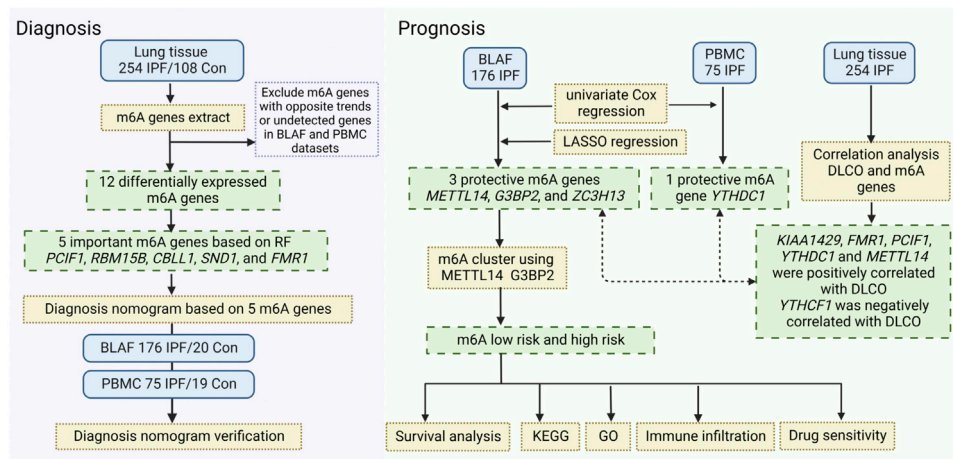 Diagnosis
Lung tissue
254 IPF/108 Con
m6A genes extract
Exclude m6A genes
with opposite trends
or undetected genes
in BLAF and PBMC
datasets
12 differentially expressed
m6A genes
5 important m6A genes based on RF
PCIF1, RBM15B, CBLL1, SND1, and FMR1
Diagnosis nomogram based on 5 m6A genes
BLAF 176 IPF/20 Con
PBMC 75 IPF/19 Con
Diagnosis nomogram verification
Prognosis
BLAF
176 IPF
PBMC
75 IPF
Lung tissue
254 IPF
univariate Cox
regression
LASSO regression
3 protective m6A genes
METTL14, G3BP2, and ZC3H13
1 protective m6A
gene YTHDC1
Correlation analysis
DLCO and m6A
genes
KIAA1429, FMR1, PCIF1,
YTHDC1 and METTL14
were positively correlated
with DLCO
YTHCF1 was negatively
correlated with DLCO
m6A cluster using
METTL14 G3BP2
m6A low risk and high risk
Survival analysis
KEGG
GO
Immune infiltration
Drug sensitivity